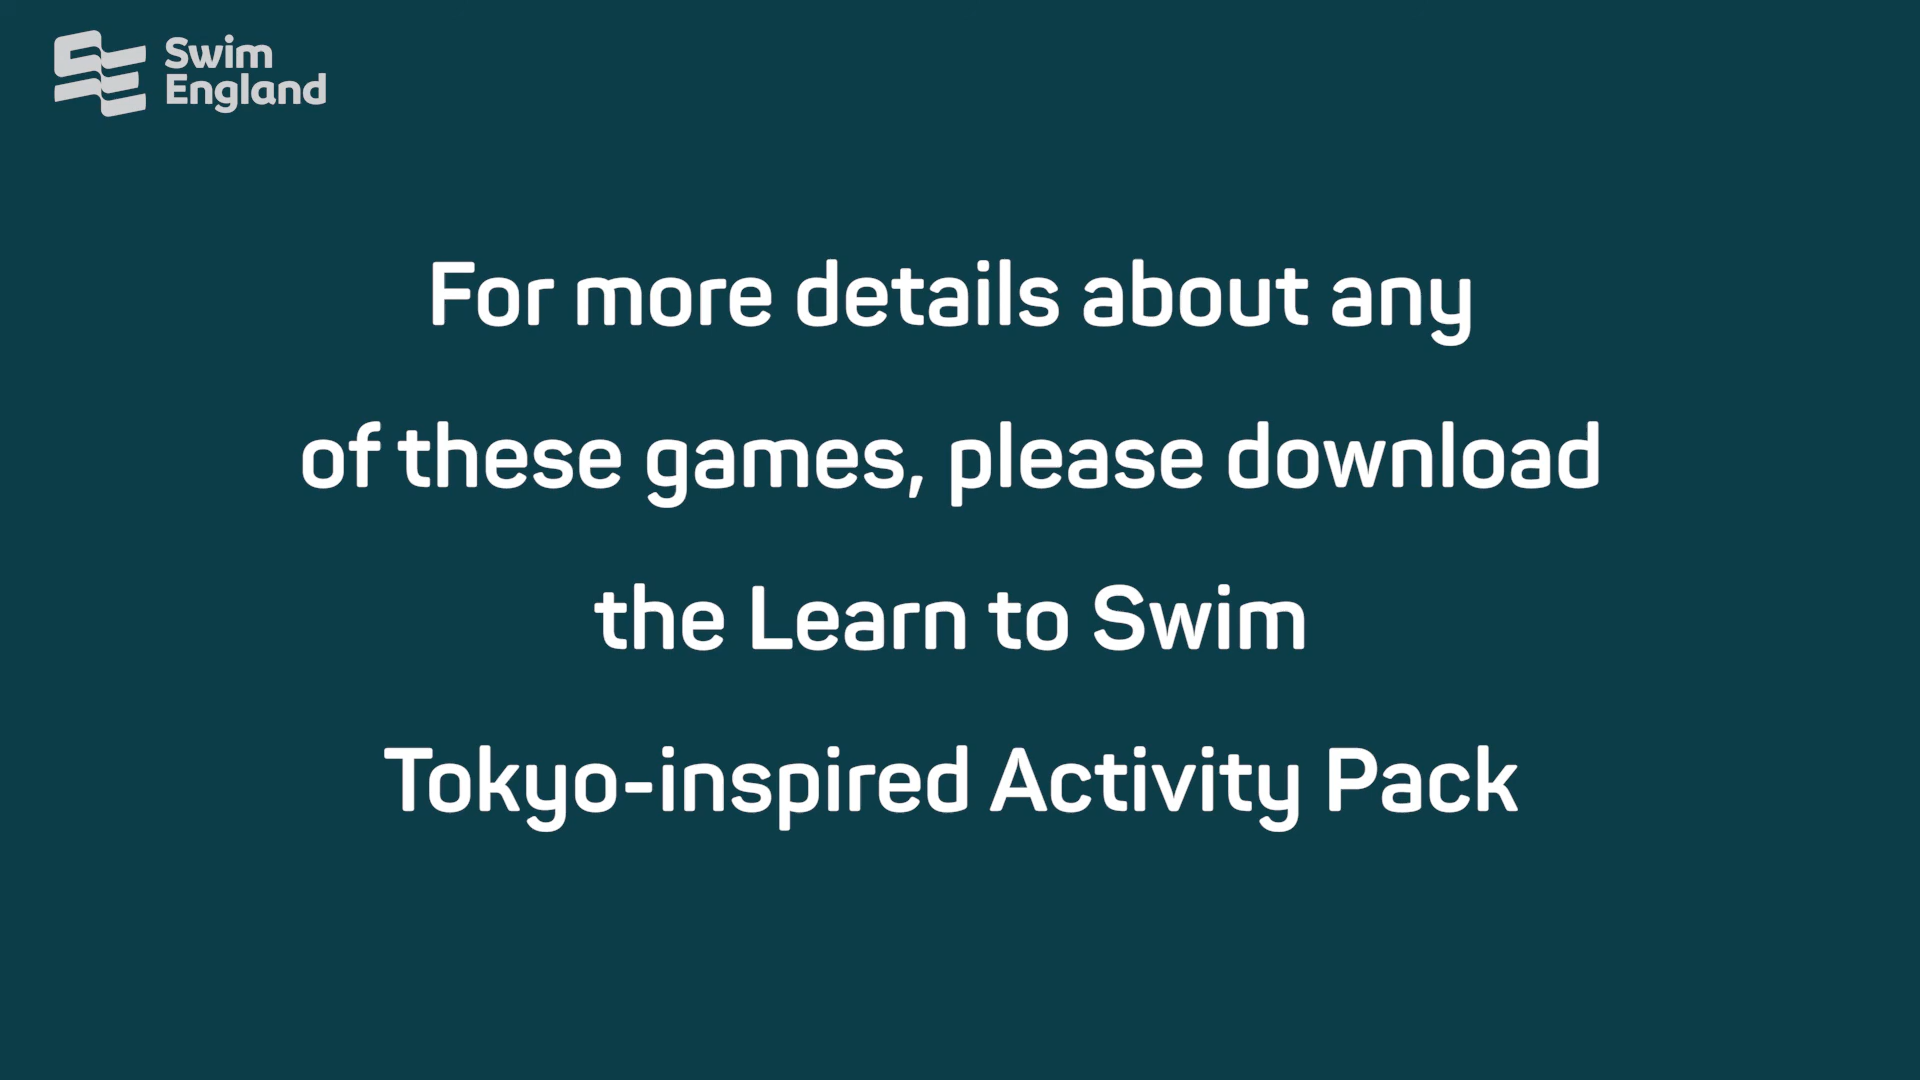 Swim
England
For more details about any
of these games, please download
the Learn to Swim
Tokyo-inspired Activity Pack